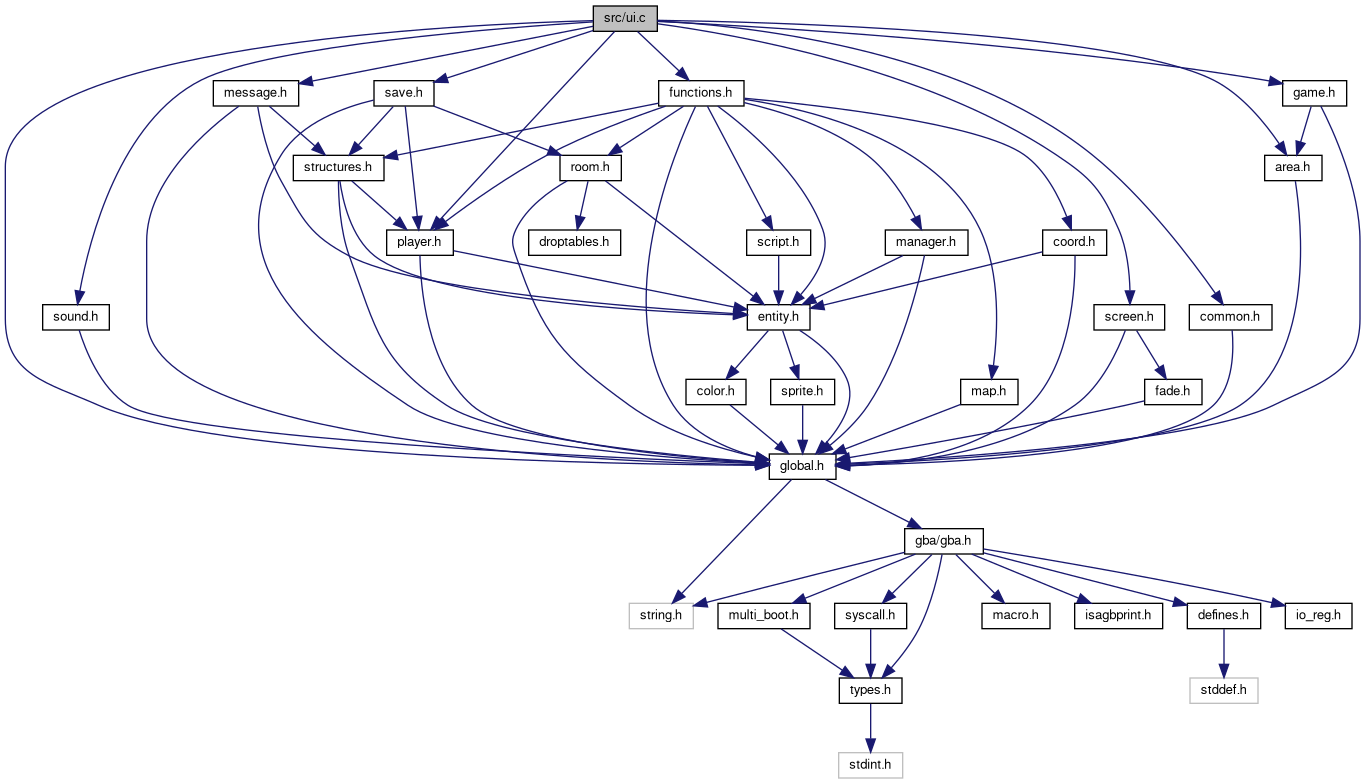 src/ui.c
message.h
save.h
functions.h
game.h
structures.h
room.h
area.h
player.h
droptables.h
script.h
manager.h
coord.h
sound.h
entity.h
screen.h
common.h
color.h
sprite.h
map.h
fade.h
global.h
gba/gba.h
string.h
multi_boot.h
syscall.h
macro.h
isagbprint.h
defines.h
io_reg.h
types.h
stddef.h
stdint.h